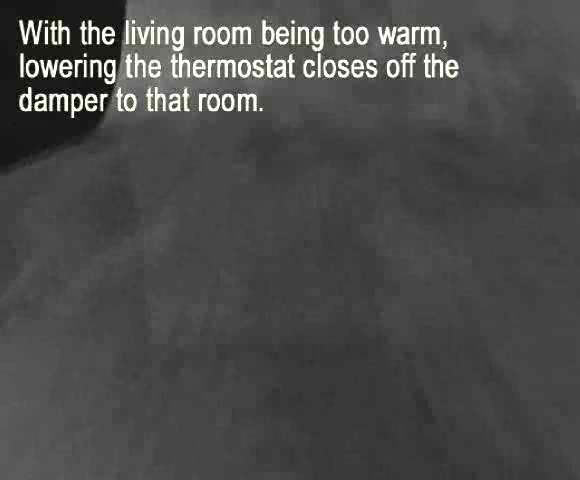 With the living room being too warm,
lowering the thermostat closes off the
damper to that room.